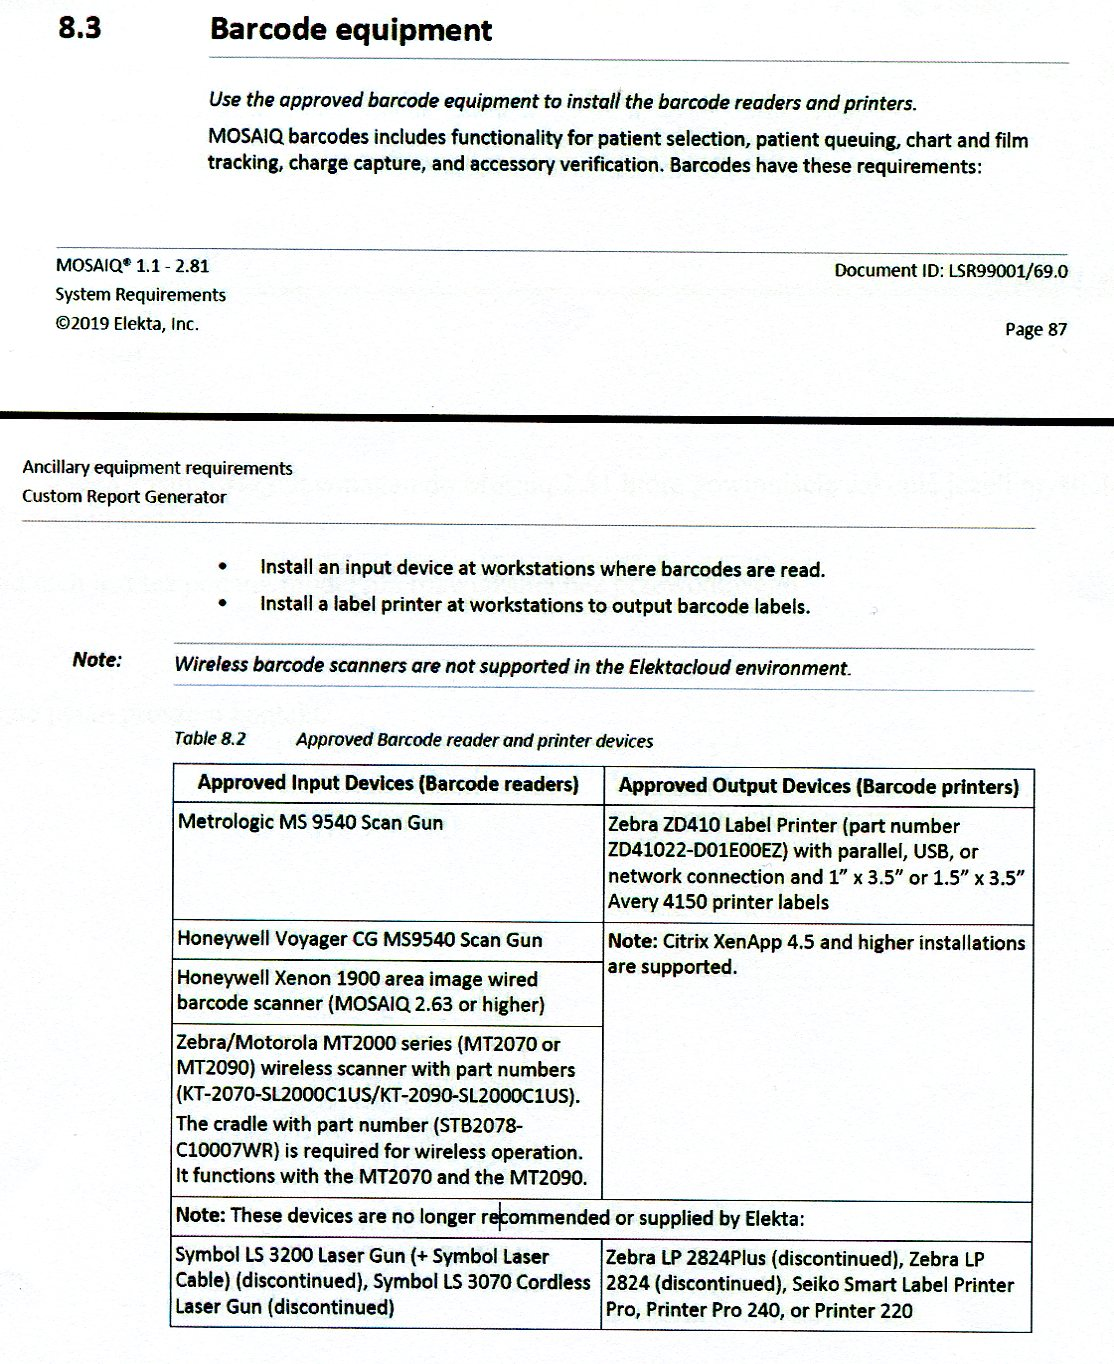 8.3 Barcode equipment
Use the approved barcode equipment to install the barcode readers and printers.
MOSAIQ barcodes includes functionality for patient selection, patient queuing, chart and film
tracking, charge capture, and accessory verification. Barcodes have these requirements:
MOSAIQ® 1.1 - 2.81
Document ID: LSR99001/69.0
System Requirements
©2019 Elekta, Inc.
Page 87
Ancillary equipment requirements
Custom Report Generator
• Install an input device at workstations where barcodes are read.
• Install a label printer at workstations to output barcode labels.
Note: Wireless barcode scanners are not supported in the Elektacloud environment.
Table 8.2 Approved Barcode reader and printer devices
Approved Input Devices (Barcode readers)
Approved Output Devices (Barcode printers)
Metrologic MS 9540 Scan Gun
Zebra ZD410 Label Printer (part number
ZD41022-D01E00EZ) with parallel, USB, or
network connection and 1” x 3.5” or 1.5” x 3.5”
Avery 4150 printer labels
Honeywell Voyager CG MS9540 Scan Gun
Note: Citrix XenApp 4.5 and higher installations
are supported.
Honeywell Xenon 1900 area image wired
barcode scanner (MOSAIQ 2.63 or higher)
Zebra/Motorola MT2000 series (MT2070 or
MT2090) wireless scanner with part numbers
(KT-2070-SL2000C1US/KT-2090-SL2000C1US).
The cradle with part number (STB2078-
C10007WR) is required for wireless operation.
It functions with the MT2070 and the MT2090.
Note: These devices are no longer recommended or supplied by Elekta:
Symbol LS 3200 Laser Gun (+ Symbol Laser
Cable) (discontinued), Symbol LS 3070 Cordless
Laser Gun (discontinued)
Zebra LP 2824Plus (discontinued), Zebra LP
2824 (discontinued), Seiko Smart Label Printer
Pro, Printer Pro 240, or Printer 220